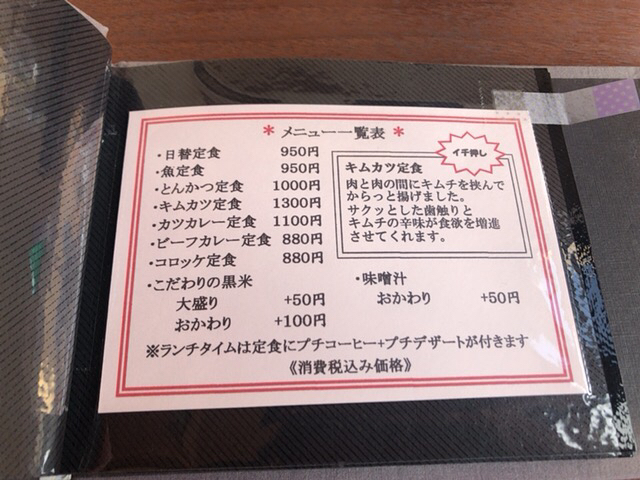 ＊メニュー一覧表＊
・日替定食 950円
・魚定食 950円
・とんかつ定食 1000円
・キムカツ定食 1300円
・カツカレー定食 1100円
・ビーフカレー定食 880円
・コロッケ定食 880円
・こだわりの黒米
大盛り +50円
おかわり +100円
イチ押し
キムカツ定食
肉と肉の間にキムチを挟んで
からっと揚げました。
サクッとした歯触りと
キムチの辛味が食欲を増進
させてくれます。
・味噌汁
おかわり +50円
※ランチタイムは定食にプチコーヒー+プチデザートが付きます
《消費税込み価格》